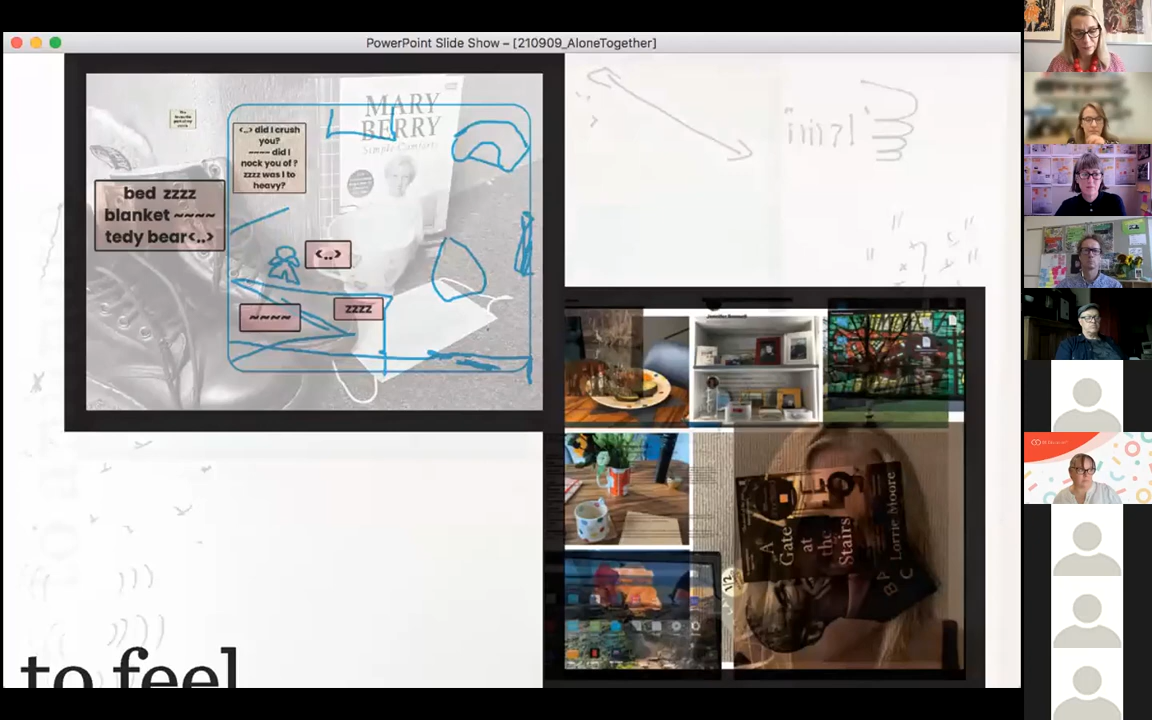 PowerPoint Slide Show – [210909_AloneTogether]
MARY
BERRY
Simple Comforts
<..> did I crush
you?
~~~~ did I
nock you of ?
zzzz was I to
heavy?
bed zzzz
blanket ~~~~
tedy bear<..>
<..>
~~~~
zzzz
im?!
A
Gate
at
the
Stairs
Lorrie Moore
to feel